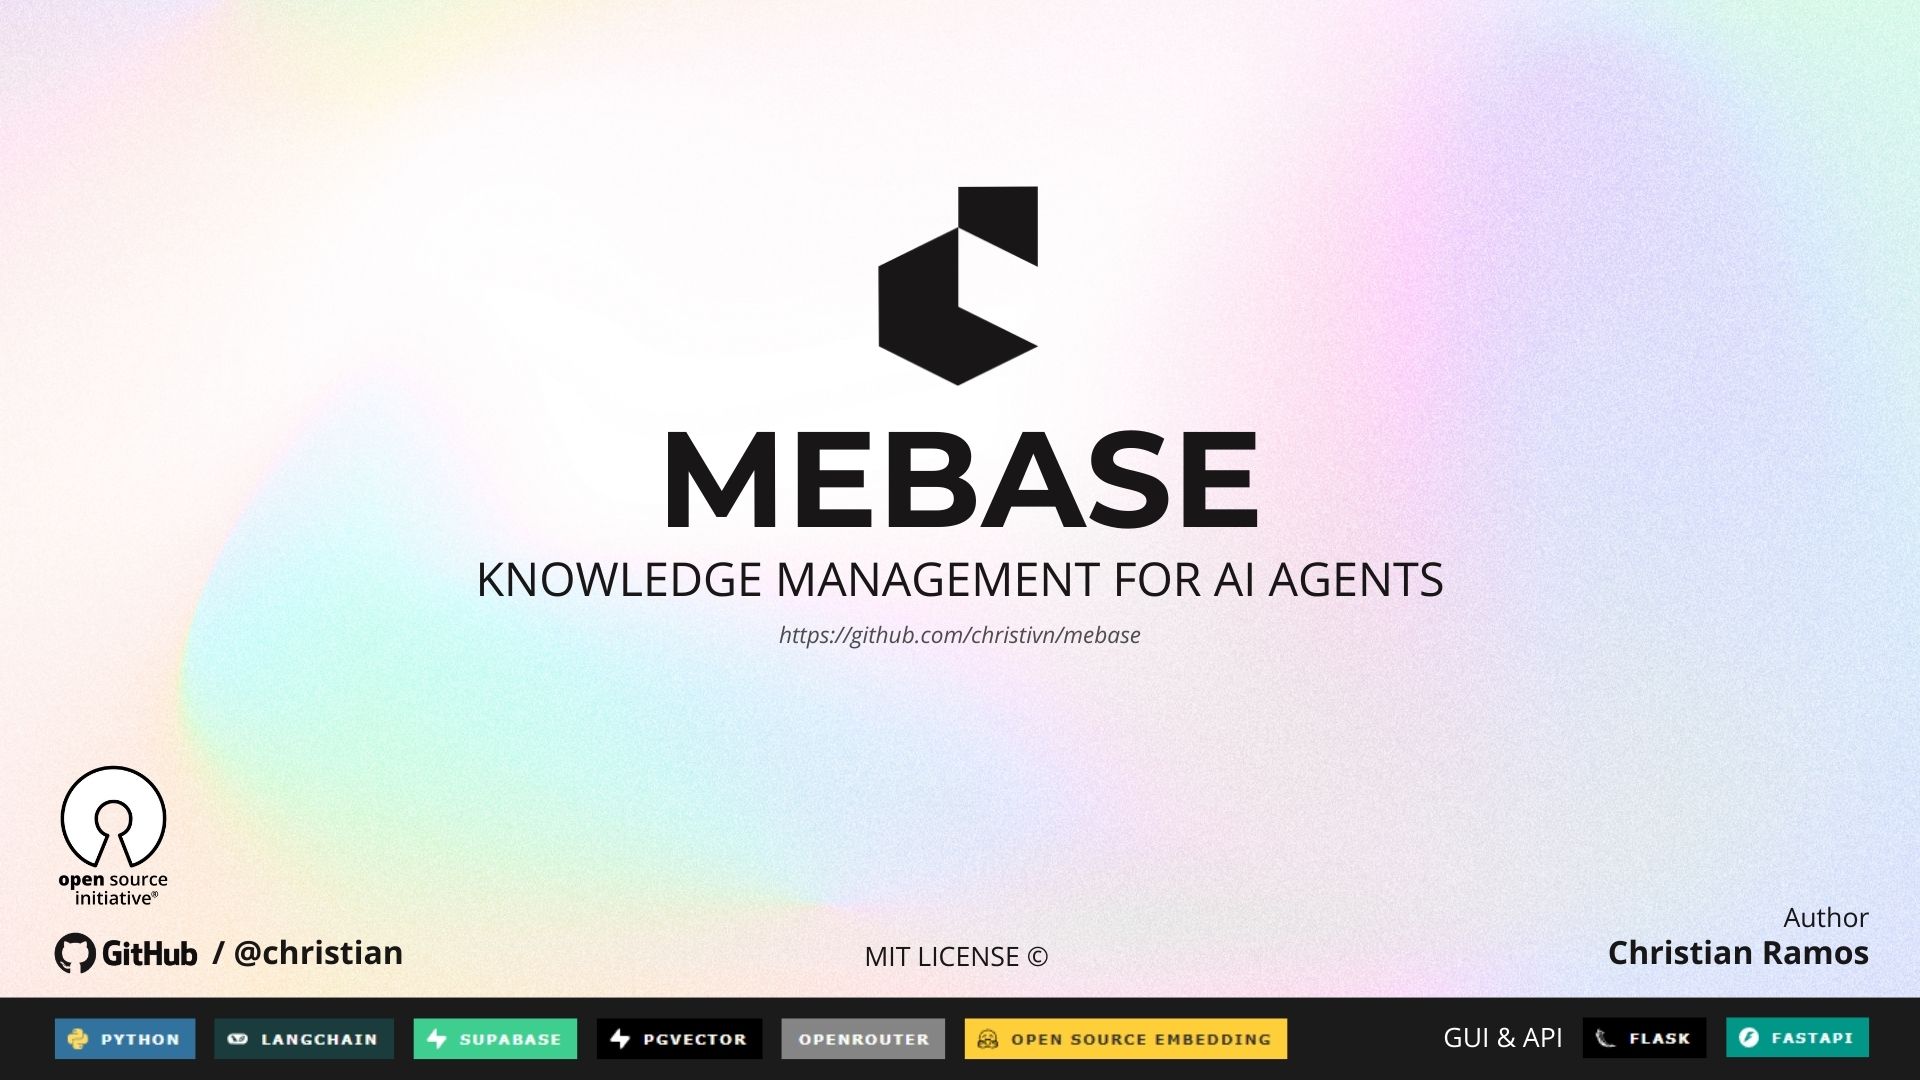 MEBASE
KNOWLEDGE MANAGEMENT FOR AI AGENTS
https://github.com/christivn/mebase
open source
initiative®
GitHub / @christian
MIT LICENSE ©
Author
Christian Ramos
PYTHON
LANGCHAIN
SUPABASE
PGVECTOR
OPENROUTER
OPEN SOURCE EMBEDDING
GUI & API
FLASK
FASTAPI